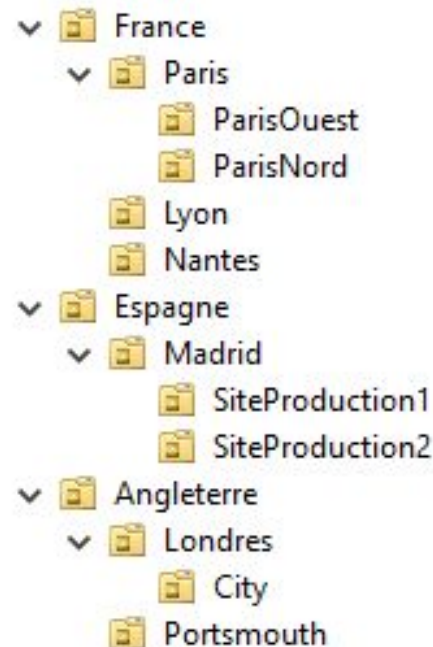 France
Paris
ParisOuest
ParisNord
Lyon
Nantes
Espagne
Madrid
SiteProduction1
SiteProduction2
Angleterre
Londres
City
Portsmouth